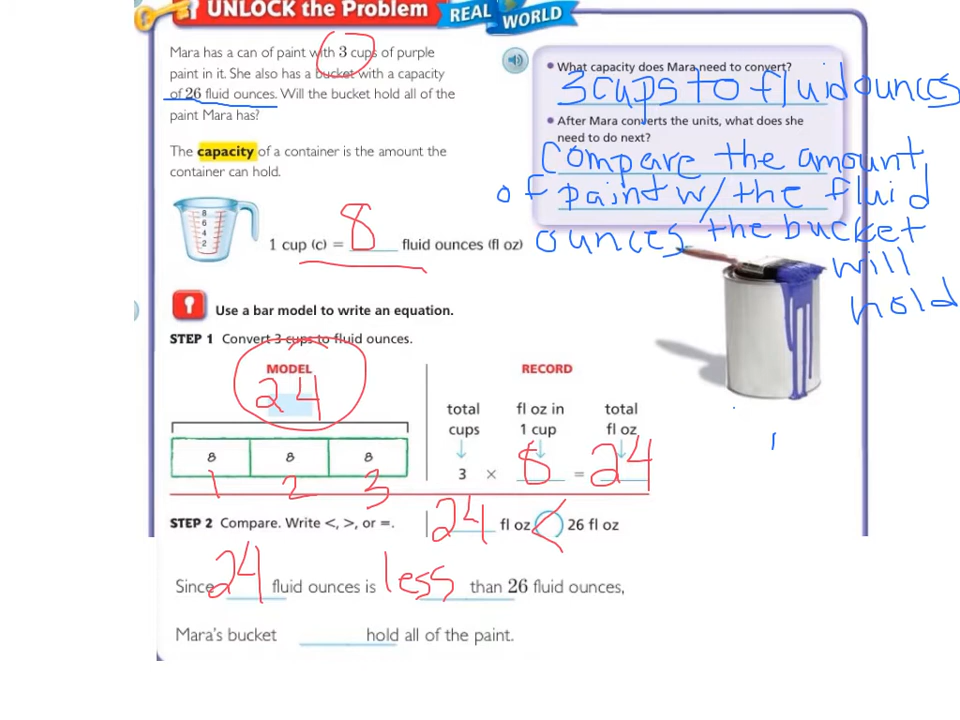 UNLOCK the Problem REAL WORLD
Mara has a can of paint with 3 cups of purple
paint in it. She also has a bucket with a capacity
of 26 fluid ounces. Will the bucket hold all of the
paint Mara has?
The capacity of a container is the amount the
container can hold.
8
6
4
2
1 cup (c) = 8 fluid ounces (fl oz)
• What capacity does Mara need to convert?
3 cups to fluid ounces
• After Mara converts the units, what does she
need to do next?
Compare the amount
of paint w/ the fluid
ounces the bucket
will
hold
Use a bar model to write an equation.
STEP 1 Convert 3 cups to fluid ounces.
MODEL
24
8 8 8
1 2 3
RECORD
total fl oz in total
cups 1 cup fl oz
3 × 8 = 24
STEP 2 Compare. Write <, >, or =.
24 fl oz < 26 fl oz
Since 24 fluid ounces is less than 26 fluid ounces,
Mara's bucket hold all of the paint.